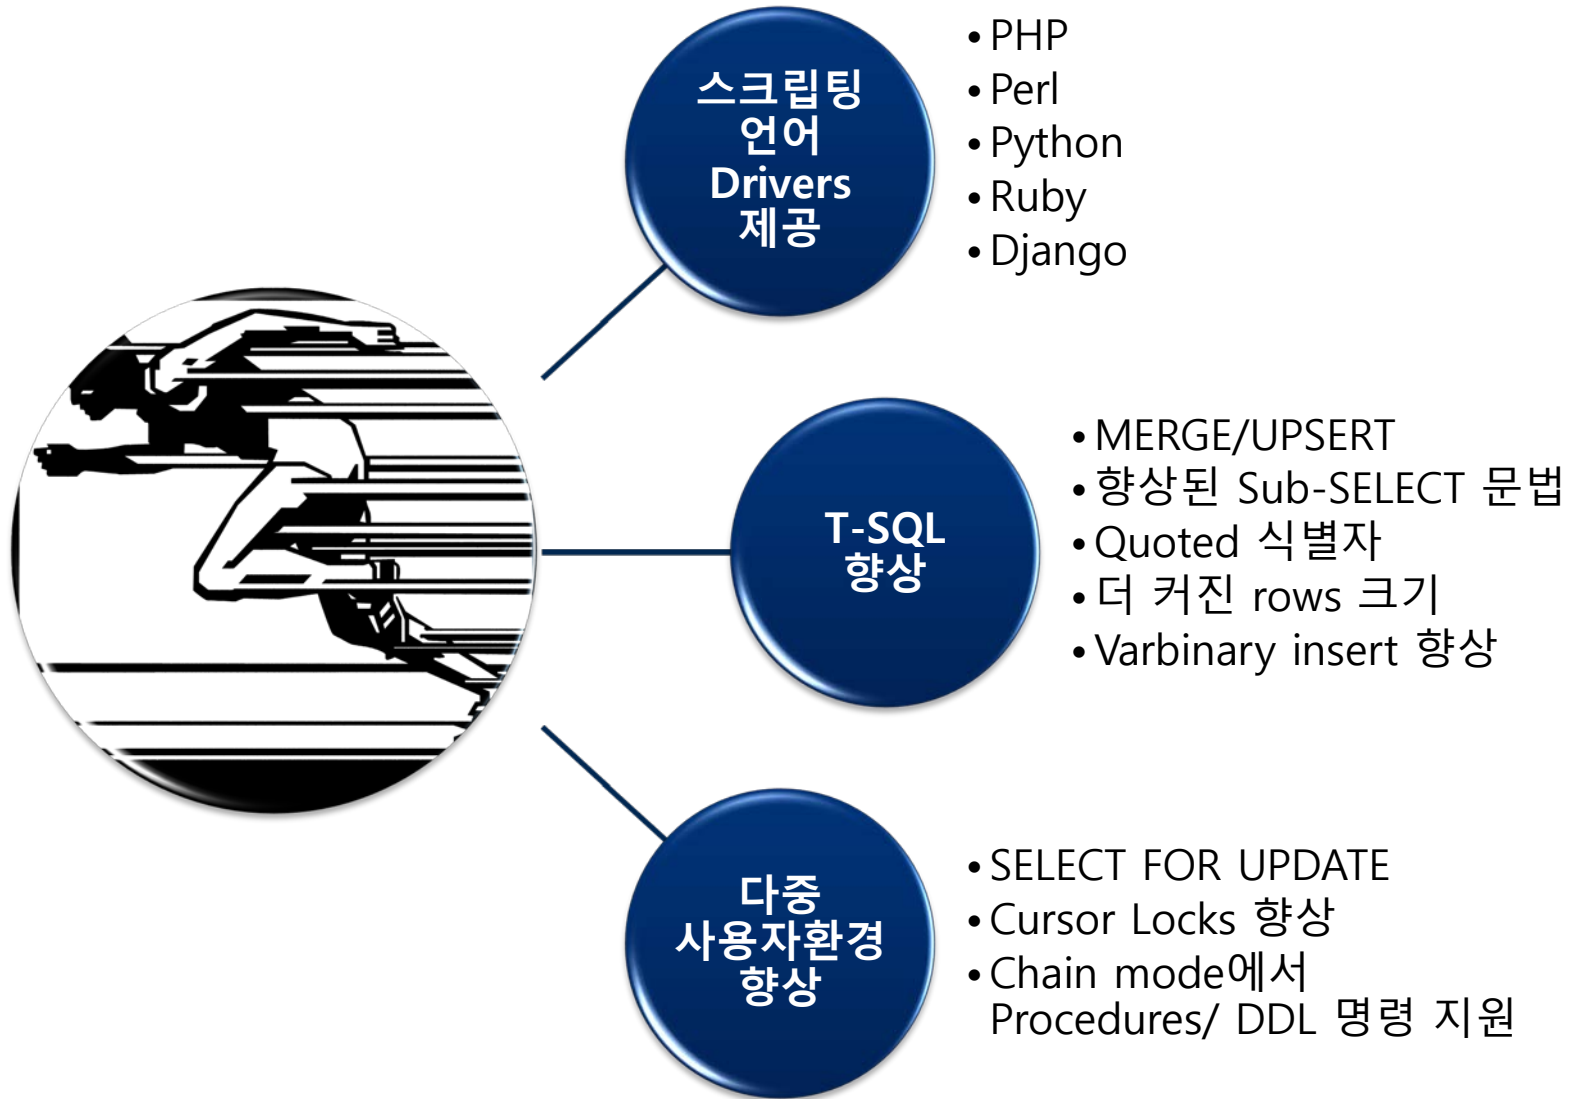 스크립팅
언어
Drivers
제공
• PHP
• Perl
• Python
• Ruby
• Django
T-SQL
향상
• MERGE/UPSERT
• 향상된 Sub-SELECT 문법
• Quoted 식별자
• 더 커진 rows 크기
• Varbinary insert 향상
다중
사용자환경
향상
• SELECT FOR UPDATE
• Cursor Locks 향상
• Chain mode에서
Procedures/ DDL 명령 지원